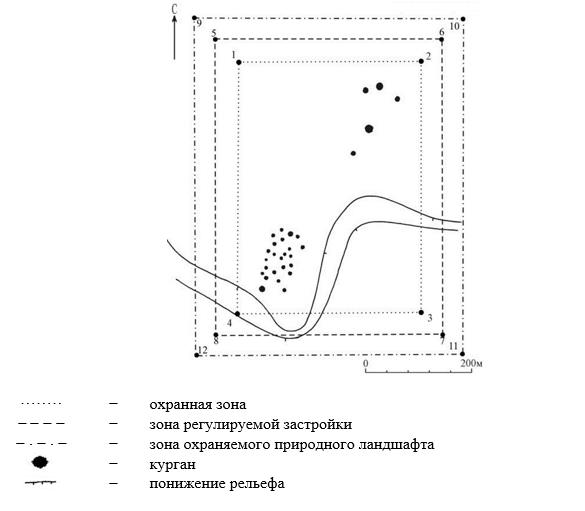 С
9
10
5
6
1
2
4
3
8
7
12
11
0
200м
– охранная зона
– зона регулируемой застройки
– зона охраняемого природного ландшафта
– курган
– понижение рельефа